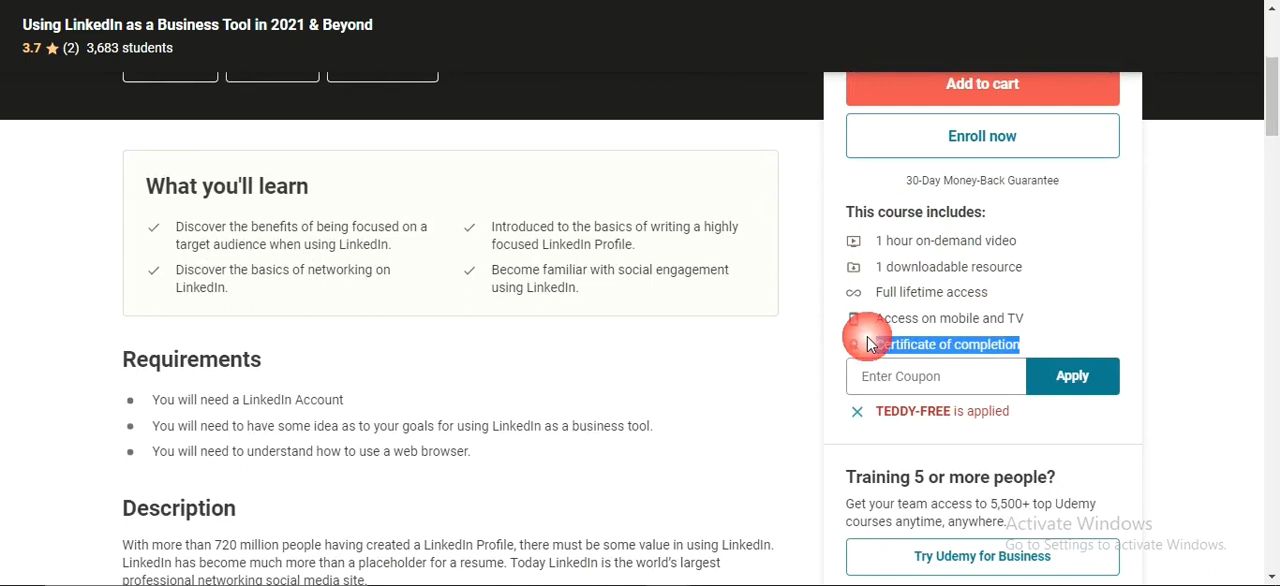 Using LinkedIn as a Business Tool in 2021 & Beyond
3.7 (2) 3,683 students
Add to cart
Enroll now
30-Day Money-Back Guarantee
This course includes:
1 hour on-demand video
1 downloadable resource
Full lifetime access
Access on mobile and TV
Certificate of completion
Enter Coupon
Apply
TEDDY-FREE is applied
Training 5 or more people?
Get your team access to 5,500+ top Udemy
courses anytime, anywhere.
Try Udemy for Business
What you'll learn
Discover the benefits of being focused on a
target audience when using LinkedIn.
Discover the basics of networking on
LinkedIn.
Introduced to the basics of writing a highly
focused LinkedIn Profile.
Become familiar with social engagement
using LinkedIn.
Requirements
You will need a LinkedIn Account
You will need to have some idea as to your goals for using LinkedIn as a business tool.
You will need to understand how to use a web browser.
Description
With more than 720 million people having created a LinkedIn Profile, there must be some value in using LinkedIn.
LinkedIn has become much more than a placeholder for a resume. Today LinkedIn is the world's largest
professional networking social media site.
Activate Windows
Go to Settings to activate Windows.